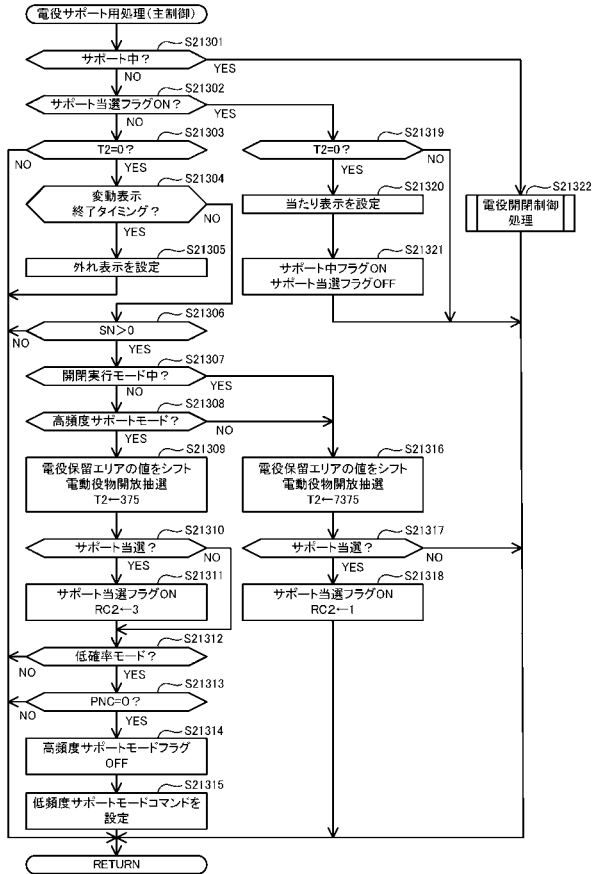 電役サポート用処理(主制御)
S21301
サポート中？
YES
NO
S21302
サポート当選フラグON？
YES
NO
S21303
T2=0？
NO
YES
S21304
変動表示
終了タイミング？
NO
YES
S21305
外れ表示を設定
S21306
SN＞0
NO
YES
S21307
開閉実行モード中？
YES
NO
S21308
高頻度サポートモード？
NO
YES
S21309
電役保留エリアの値をシフト
電動役物開放抽選
T2←375
S21310
サポート当選？
NO
YES
S21311
サポート当選フラグON
RC2←3
S21312
低確率モード？
NO
YES
S21313
PNC=0？
NO
YES
S21314
高頻度サポートモードフラグ
OFF
S21315
低頻度サポートモードコマンドを
設定
RETURN
S21319
T2=0？
NO
YES
S21320
当たり表示を設定
S21321
サポート中フラグON
サポート当選フラグOFF
S21316
電役保留エリアの値をシフト
電動役物開放抽選
T2←7375
S21317
サポート当選？
NO
YES
S21318
サポート当選フラグON
RC2←1
S21322
電役開閉制御
処理